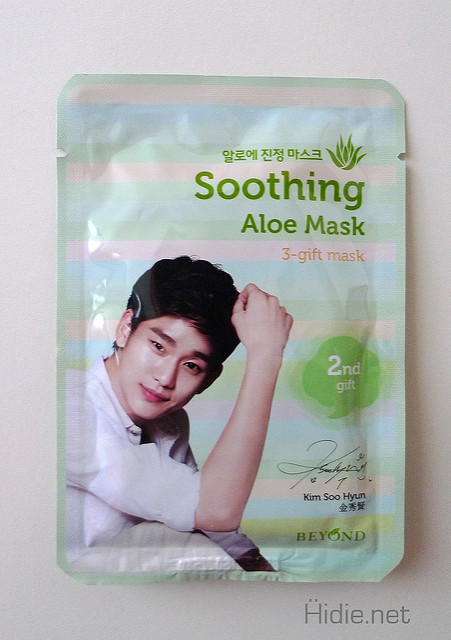 알로에 진정 마스크
Soothing
Aloe Mask
3-gift mask
2nd
gift
Kim Soo Hyun
金秀賢
BEYOND
Hidie.net